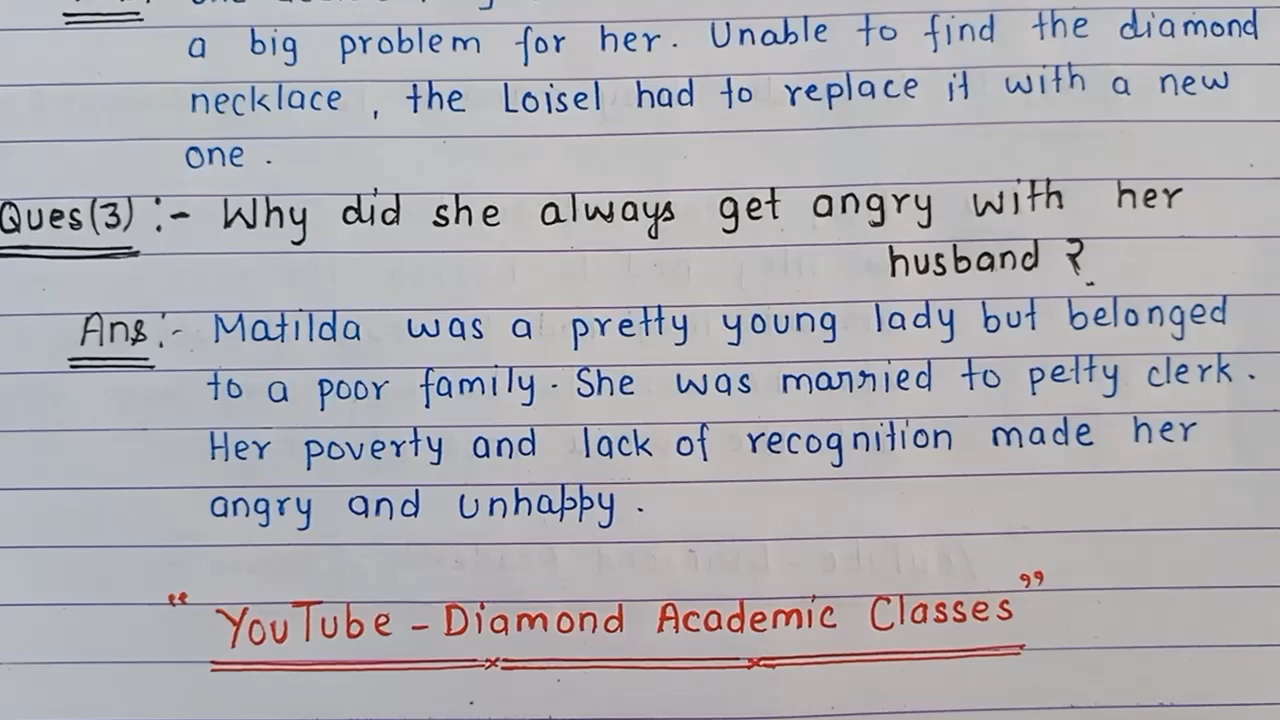 a big problem for her. Unable to find the diamond
necklace, the Loisel had to replace it with a new
one.
Ques(3) :- Why did she always get angry with her
husband ?
Ans:- Matilda was a pretty young lady but belonged
to a poor family. She was married to petty clerk.
Her poverty and lack of recognition made her
angry and unhappy.
"YouTube - Diamond Academic Classes"